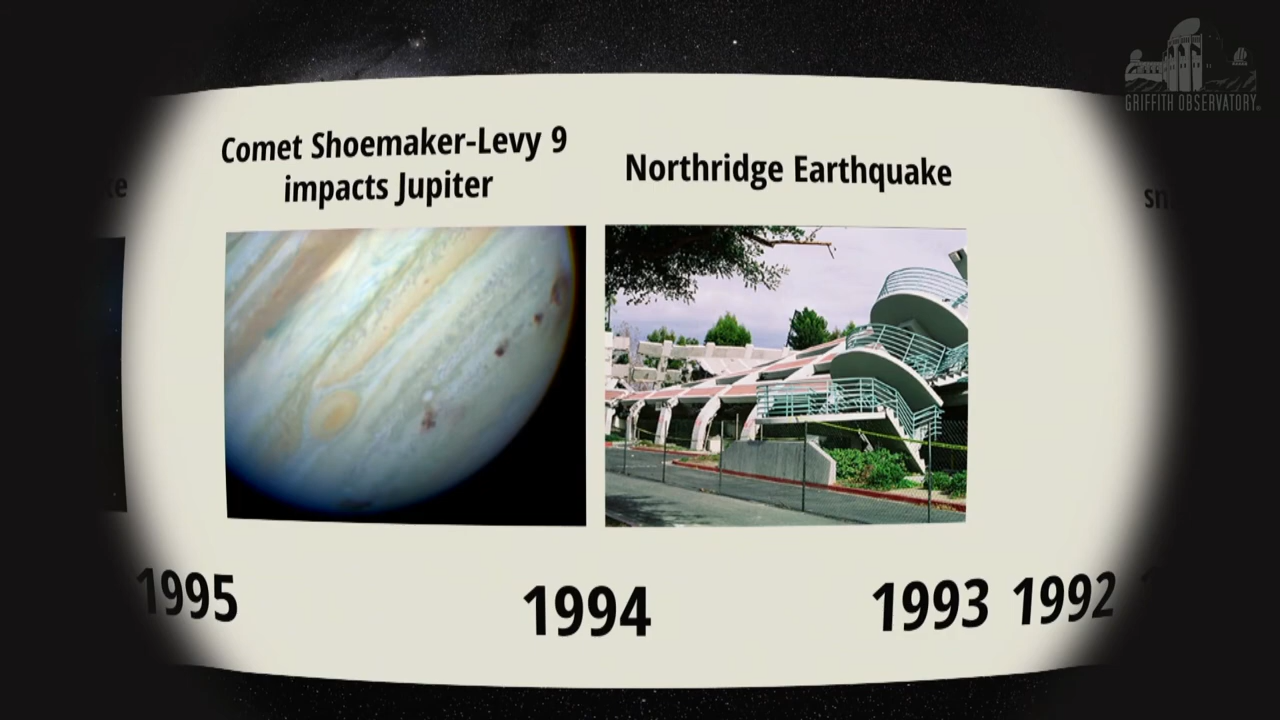 GRIFFITH OBSERVATORY
Comet Shoemaker-Levy 9
impacts Jupiter
Northridge Earthquake
1995
1994
1993
1992